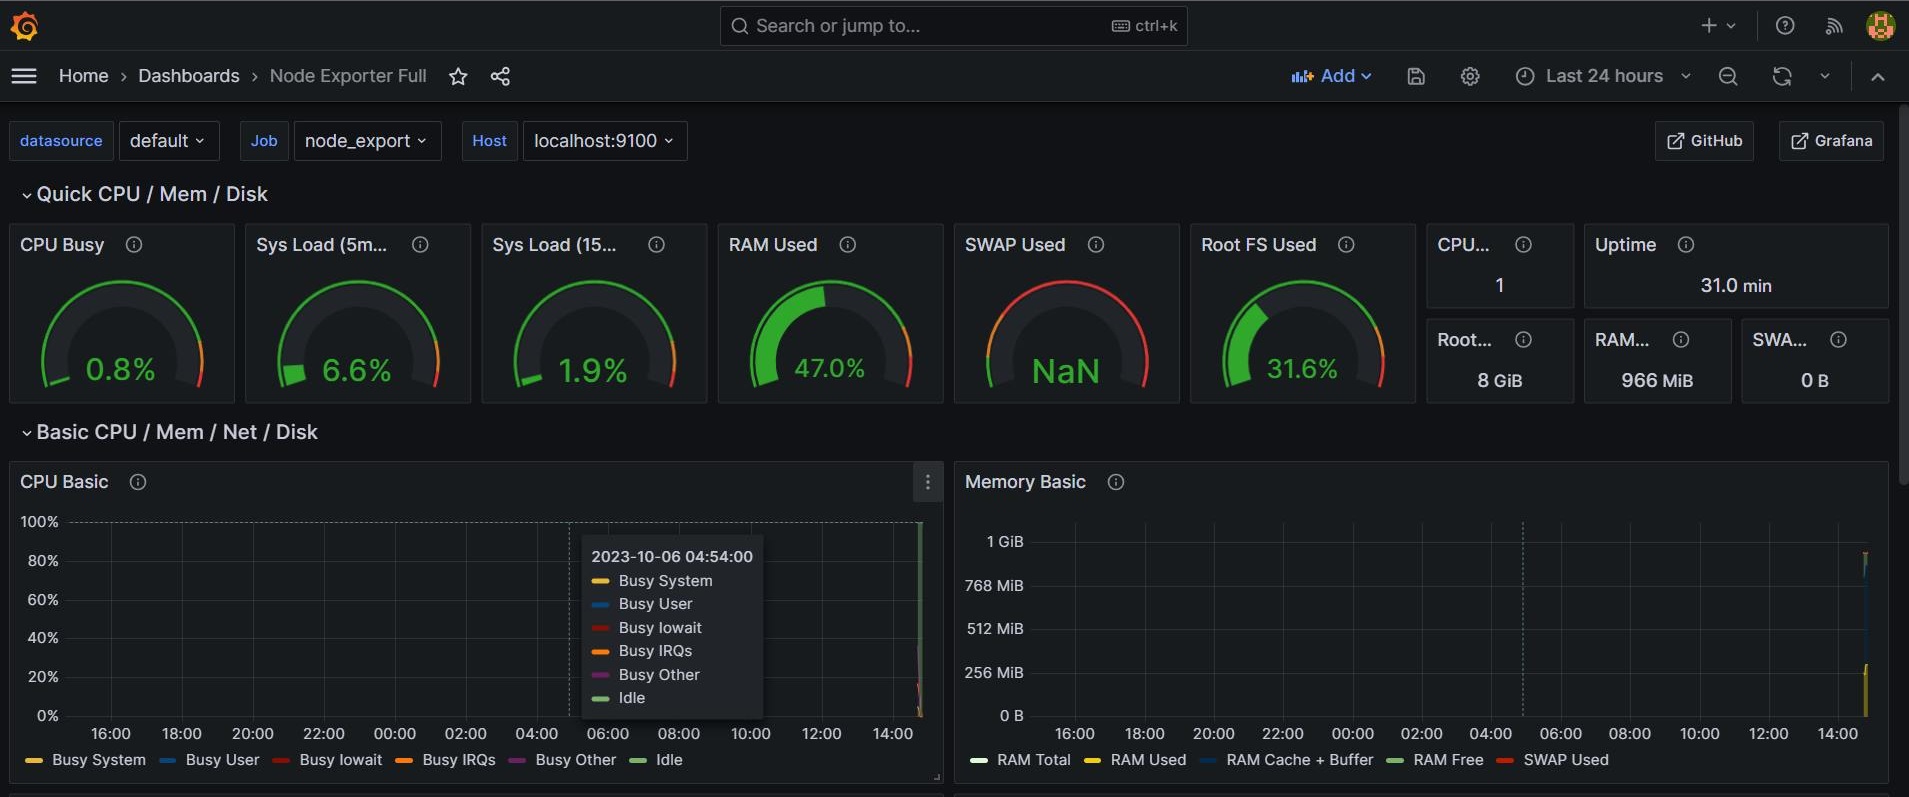 Search or jump to... ctrl+k
Home › Dashboards › Node Exporter Full Add Last 24 hours
datasource default Job node_export Host localhost:9100 GitHub Grafana
Quick CPU / Mem / Disk
CPU Busy Sys Load (5m... Sys Load (15... RAM Used SWAP Used Root FS Used CPU... Uptime
1 31.0 min
Root... RAM... SWA...
0.8% 6.6% 1.9% 47.0% NaN 31.6% 8 GiB 966 MiB 0 B
Basic CPU / Mem / Net / Disk
CPU Basic
100%
80%
60%
40%
20%
0%
2023-10-06 04:54:00
Busy System
Busy User
Busy Iowait
Busy IRQs
Busy Other
Idle
16:00 18:00 20:00 22:00 00:00 02:00 04:00 06:00 08:00 10:00 12:00 14:00
Busy System Busy User Busy Iowait Busy IRQs Busy Other Idle
Memory Basic
1 GiB
768 MiB
512 MiB
256 MiB
0 B
16:00 18:00 20:00 22:00 00:00 02:00 04:00 06:00 08:00 10:00 12:00 14:00
RAM Total RAM Used RAM Cache + Buffer RAM Free SWAP Used